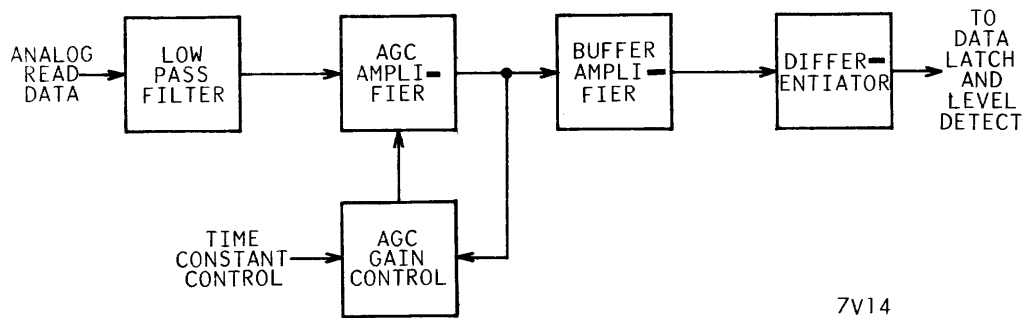 ANALOG
READ
DATA
LOW
PASS
FILTER
AGC
AMPLI-
FIER
BUFFER
AMPLI-
FIER
DIFFER-
ENTIATOR
TO
DATA
LATCH
AND
LEVEL
DETECT
TIME
CONSTANT
CONTROL
AGC
GAIN
CONTROL
7V14